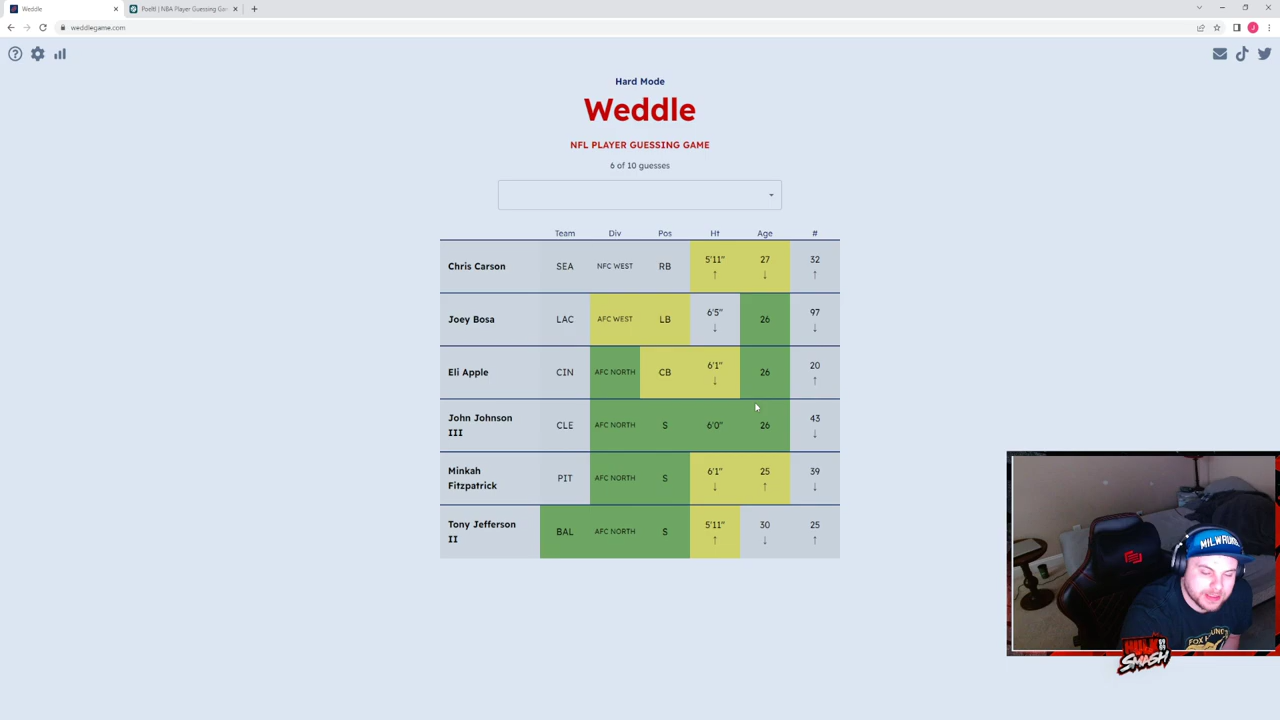 Weddle
Poeltl | NBA Player Guessing Ga
weddlegame.com
J
Hard Mode
Weddle
NFL PLAYER GUESSING GAME
6 of 10 guesses
Team Div Pos Ht Age #
Chris Carson SEA NFC WEST RB 5'11" ↑ 27 ↓ 32 ↑
Joey Bosa LAC AFC WEST LB 6'5" ↓ 26 97 ↓
Eli Apple CIN AFC NORTH CB 6'1" ↓ 26 20 ↑
John Johnson III CLE AFC NORTH S 6'0" 26 43 ↓
Minkah Fitzpatrick PIT AFC NORTH S 6'1" ↓ 25 ↑ 39 ↓
Tony Jefferson II BAL AFC NORTH S 5'11" ↑ 30 ↓ 25 ↑
HULK
SMASH